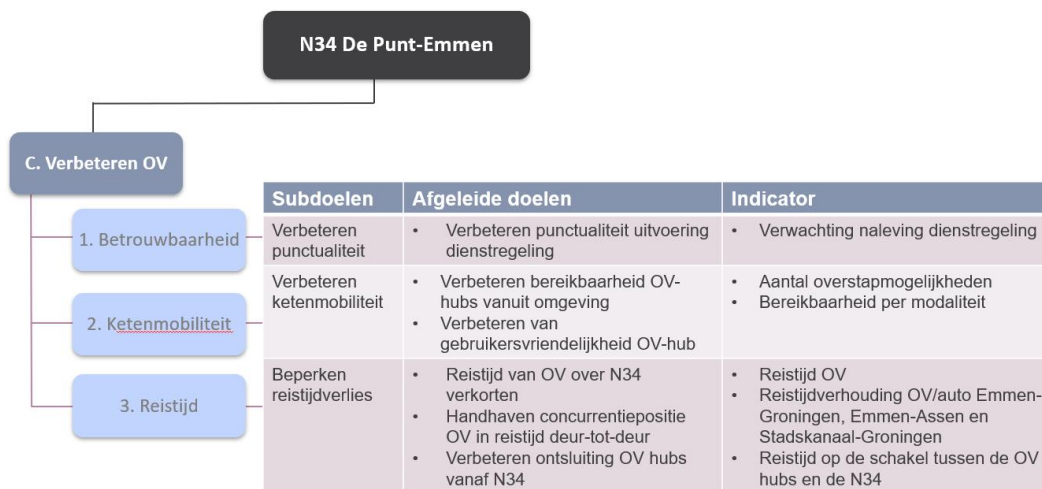 N34 De Punt-Emmen
C. Verbeteren OV
1. Betrouwbaarheid
2. Ketenmobiliteit
3. Reistijd
Subdoelen
Afgeleide doelen
Indicator
Verbeteren
punctualiteit
• Verbeteren punctualiteit uitvoering
dienstregeling
• Verwachting naleving dienstregeling
Verbeteren
ketenmobiliteit
• Verbeteren bereikbaarheid OV-
hubs vanuit omgeving
• Verbeteren van
gebruikersvriendelijkheid OV-hub
• Aantal overstapmogelijkheden
• Bereikbaarheid per modaliteit
Beperken
reistijdverlies
• Reistijd van OV over N34
verkorten
• Handhaven concurrentiepositie
OV in reistijd deur-tot-deur
• Verbeteren ontsluiting OV hubs
vanaf N34
• Reistijd OV
• Reistijdverhouding OV/auto Emmen-
Groningen, Emmen-Assen en
Stadskanaal-Groningen
• Reistijd op de schakel tussen de OV
hubs en de N34